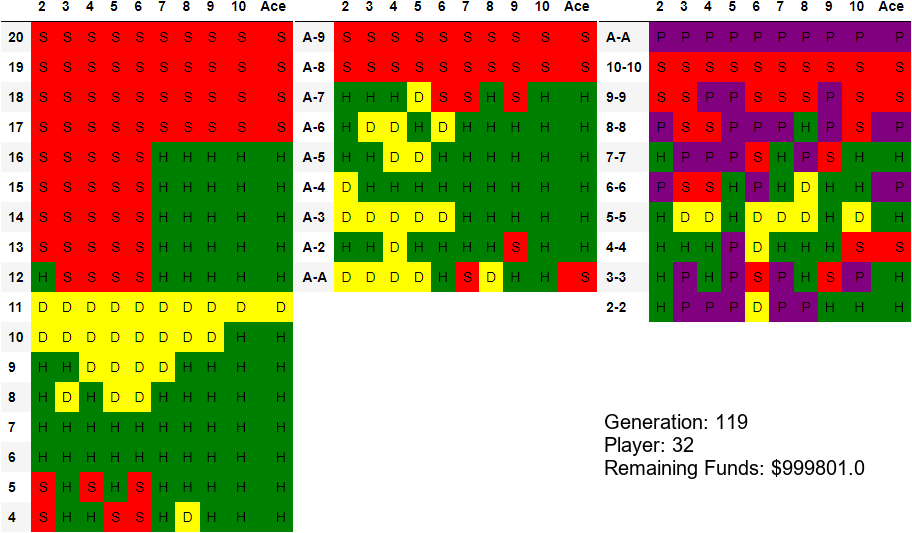 2 3 4 5 6 7 8 9 10 Ace
20 S S S S S S S S S S
19 S S S S S S S S S S
18 S S S S S S S S S S
17 S S S S S S S S S S
16 S S S S S H H H H H
15 S S S S S H H H H H
14 S S S S S H H H H H
13 S S S S S H H H H H
12 H S S S S H H H H H
11 D D D D D D D D D D
10 D D D D D D D D H H
9 H H D D D D H H H H
8 H D H D D H H H H H
7 H H H H H H H H H H
6 H H H H H H H H H H
5 S H S H S H H H H H
4 S H H S S H D H H H
2 3 4 5 6 7 8 9 10 Ace
A-9 S S S S S S S S S S
A-8 S S S S S S S S S S
A-7 H H H D S S H S H H
A-6 H D D H D H H H H H
A-5 H H D D H H H H H H
A-4 D H H H H H H H H H
A-3 D D D D D H H H H H
A-2 H H D H H H H S H H
A-A D D D D H S D H H S
2 3 4 5 6 7 8 9 10 Ace
A-A P P P P P P P P P P
10-10 S S S S S S S S S S
9-9 S S P P S S S P S S
8-8 P S S P P P H P S P
7-7 H P P P S H P S H H
6-6 P S S H P H D H H P
5-5 H D D H D D D H D H
4-4 H H H P D H H H S S
3-3 H P H P S P H S P H
2-2 H P P P D P P H H H
Generation: 119
Player: 32
Remaining Funds: $999801.0